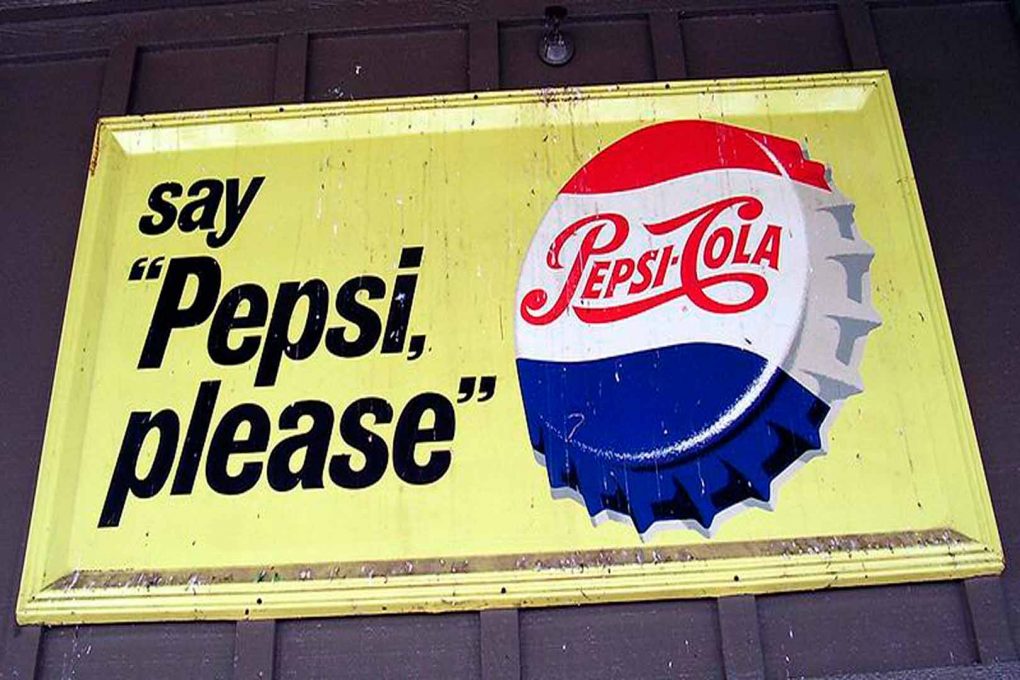 say
“Pepsi,
please”
PEPSI-COLA